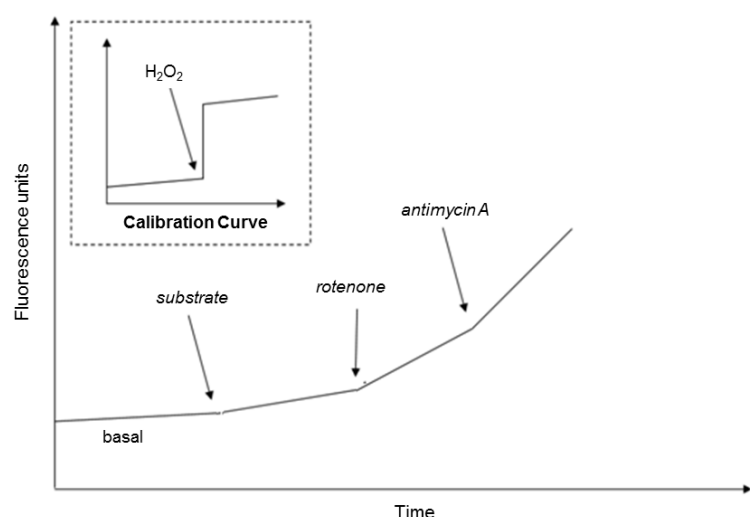 Fluorescence units
H₂O₂
Calibration Curve
antimycin A
rotenone
substrate
basal
Time